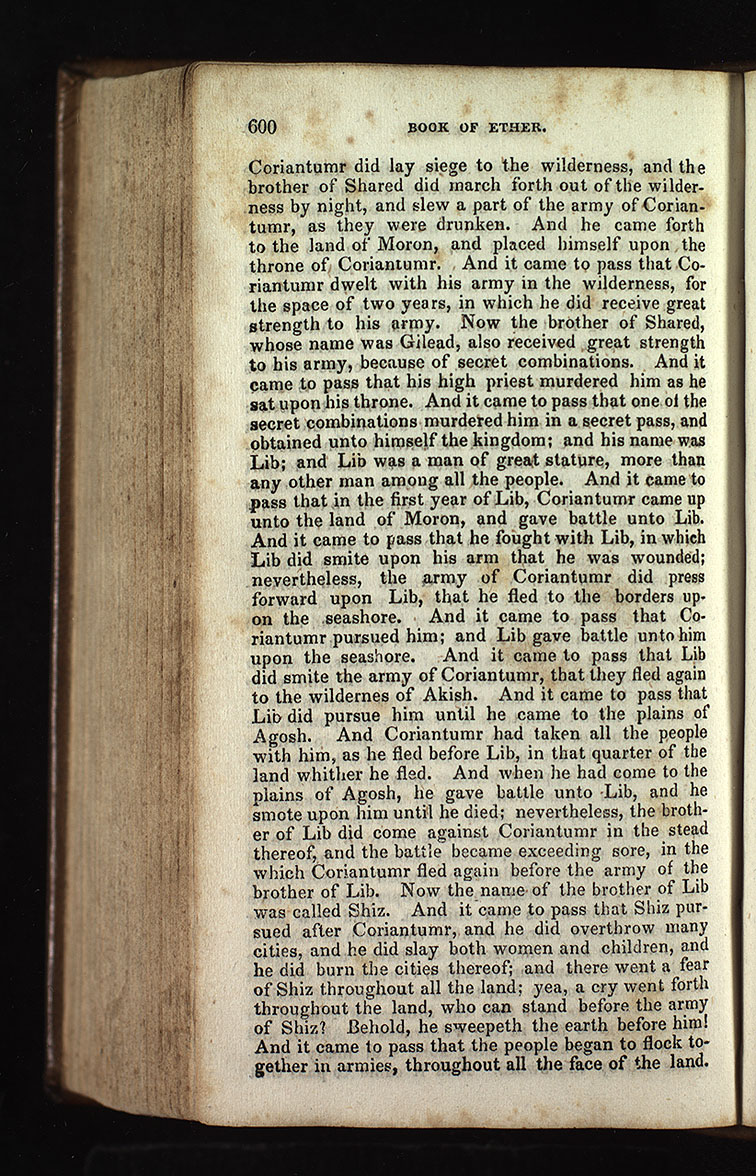 600 BOOK OF ETHER.
Coriantumr did lay siege to the wilderness, and the
brother of Shared did march forth out of the wilder-
ness by night, and slew a part of the army of Corian-
tumr, as they were drunken. And he came forth
to the land of Moron, and placed himself upon the
throne of Coriantumr. And it came to pass that Co-
riantumr dwelt with his army in the wilderness, for
the space of two years, in which he did receive great
strength to his army. Now the brother of Shared,
whose name was Gilead, also received great strength
to his army, because of secret combinations. And it
came to pass that his high priest murdered him as he
sat upon his throne. And it came to pass that one of the
secret combinations murdered him in a secret pass, and
obtained unto himself the kingdom; and his name was
Lib; and Lib was a man of great stature, more than
any other man among all the people. And it came to
pass that in the first year of Lib, Coriantumr came up
unto the land of Moron, and gave battle unto Lib.
And it came to pass that he fought with Lib, in which
Lib did smite upon his arm that he was wounded;
nevertheless, the army of Coriantumr did press
forward upon Lib, that he fled to the borders up-
on the seashore. And it came to pass that Co-
riantumr pursued him; and Lib gave battle unto him
upon the seashore. And it came to pass that Lib
did smite the army of Coriantumr, that they fled again
to the wildernes of Akish. And it came to pass that
Lib did pursue him until he came to the plains of
Agosh. And Coriantumr had taken all the people
with him, as he fled before Lib, in that quarter of the
land whither he fled. And when he had come to the
plains of Agosh, he gave battle unto Lib, and he
smote upon him until he died; nevertheless, the broth-
er of Lib did come against Coriantumr in the stead
thereof, and the battle became exceeding sore, in the
which Coriantumr fled again before the army of the
brother of Lib. Now the name of the brother of Lib
was called Shiz. And it came to pass that Shiz pur-
sued after Coriantumr, and he did overthrow many
cities, and he did slay both women and children, and
he did burn the cities thereof; and there went a fear
of Shiz throughout all the land; yea, a cry went forth
throughout the land, who can stand before the army
of Shiz? Behold, he sweepeth the earth before him!
And it came to pass that the people began to flock to-
gether in armies, throughout all the face of the land.